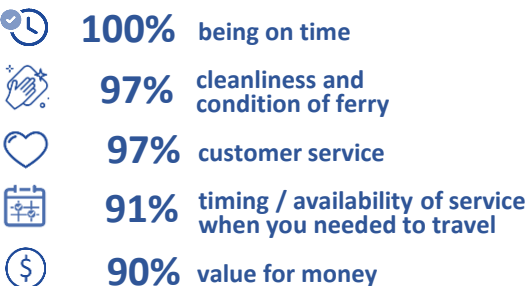 100% being on time
97% cleanliness and
condition of ferry
97% customer service
91% timing / availability of service
when you needed to travel
$ 90% value for money